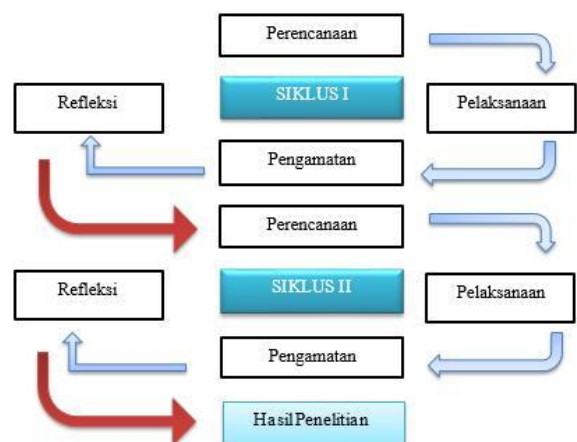 Perencanaan
SIKLUS I
Refleksi
Pelaksanaan
Pengamatan
Perencanaan
SIKLUS II
Refleksi
Pelaksanaan
Pengamatan
Hasil Penelitian